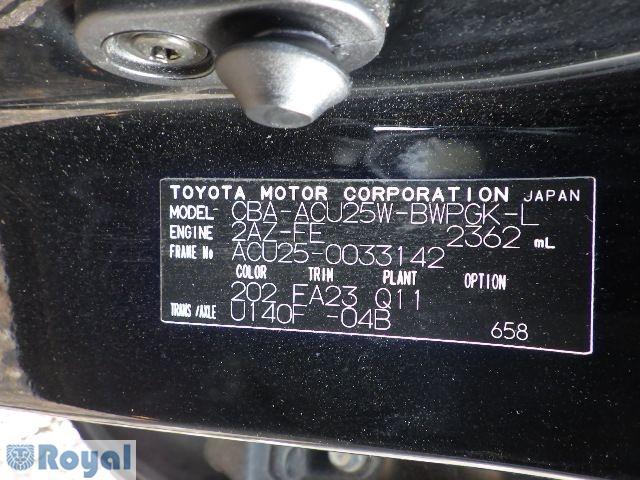 TOYOTA MOTOR CORPORATION JAPAN
MODEL CBA-ACU25W-BWPGK-L
ENGINE 2AZ-FE 2362 mL
FRAME No ACU25-0033142
COLOR TRIM PLANT OPTION
202 FA23 Q11
TRANS/AXLE U140F -04B
658
Royal